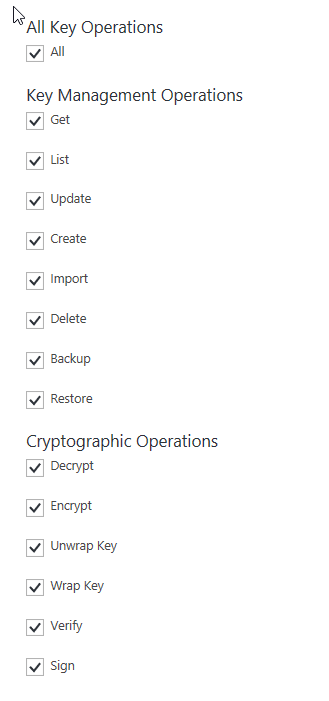 All Key Operations
All
Key Management Operations
Get
List
Update
Create
Import
Delete
Backup
Restore
Cryptographic Operations
Decrypt
Encrypt
Unwrap Key
Wrap Key
Verify
Sign